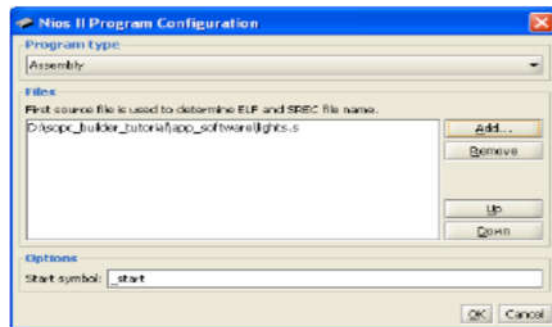 Nios II Program Configuration
Program type
Assembly
Files
First source file is used to determine ELF and SREC file name.
D:\sopc_builder_tutorial\app_software\lights.s
Add...
Remove
Up
Down
Options
Start symbol: _start
OK Cancel